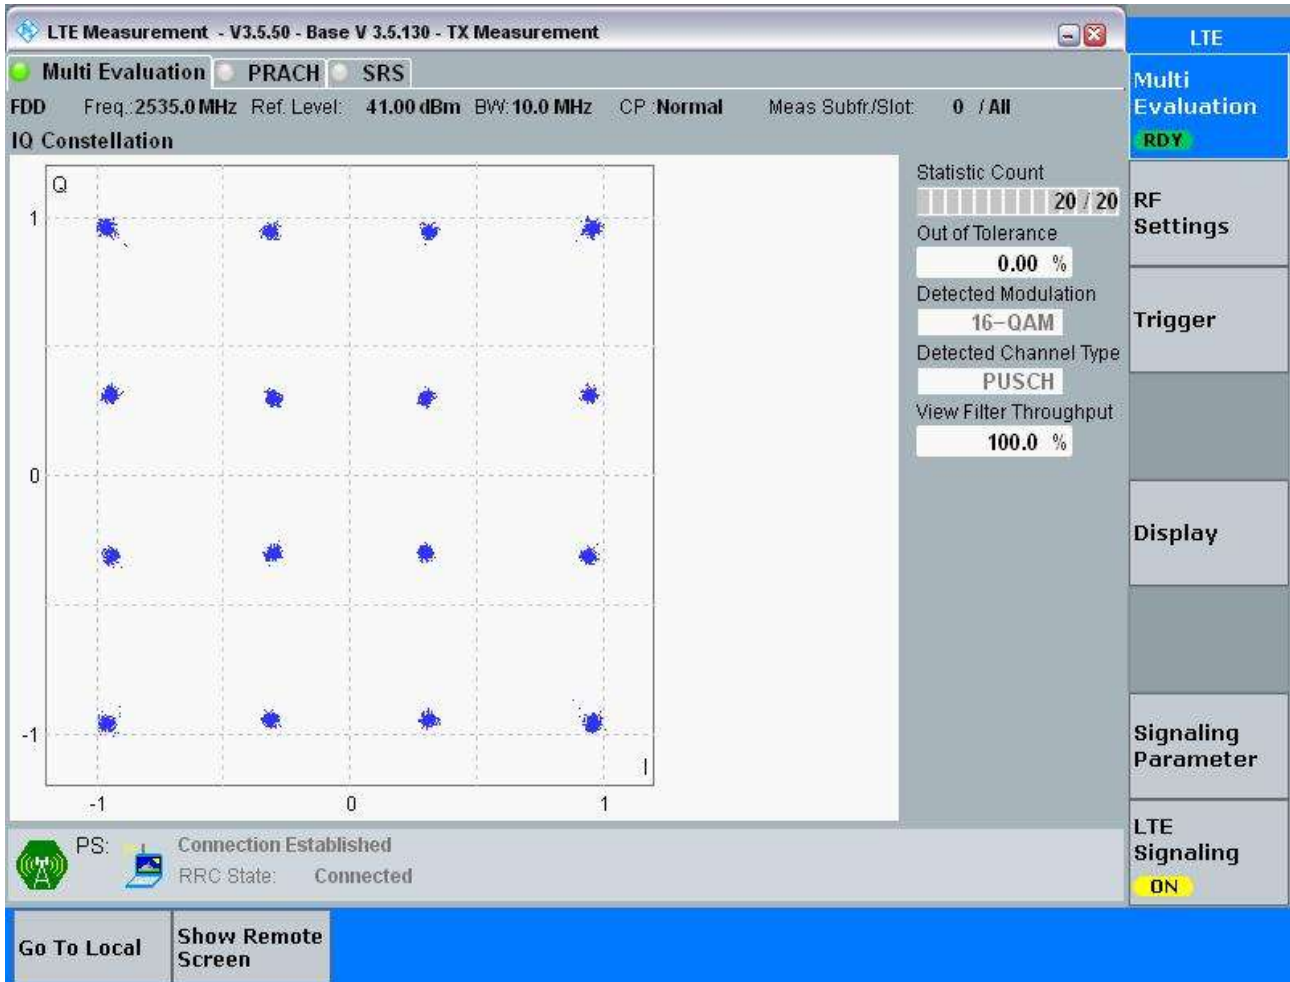 LTE Measurement - V3.5.50 - Base V 3.5.130 - TX Measurement
LTE
Multi Evaluation PRACH SRS
FDD Freq.:2535.0 MHz Ref. Level: 41.00 dBm BW:10.0 MHz CP :Normal Meas Subfr./Slot: 0 / All
IQ Constellation
Q
1
0
-1
I
-1 0 1
Statistic Count
20 / 20
Out of Tolerance
0.00 %
Detected Modulation
16-QAM
Detected Channel Type
PUSCH
View Filter Throughput
100.0 %
Multi
Evaluation
RDY
RF
Settings
Trigger
Display
Signaling
Parameter
LTE
Signaling
ON
PS: Connection Established
RRC State: Connected
Go To Local
Show Remote
Screen